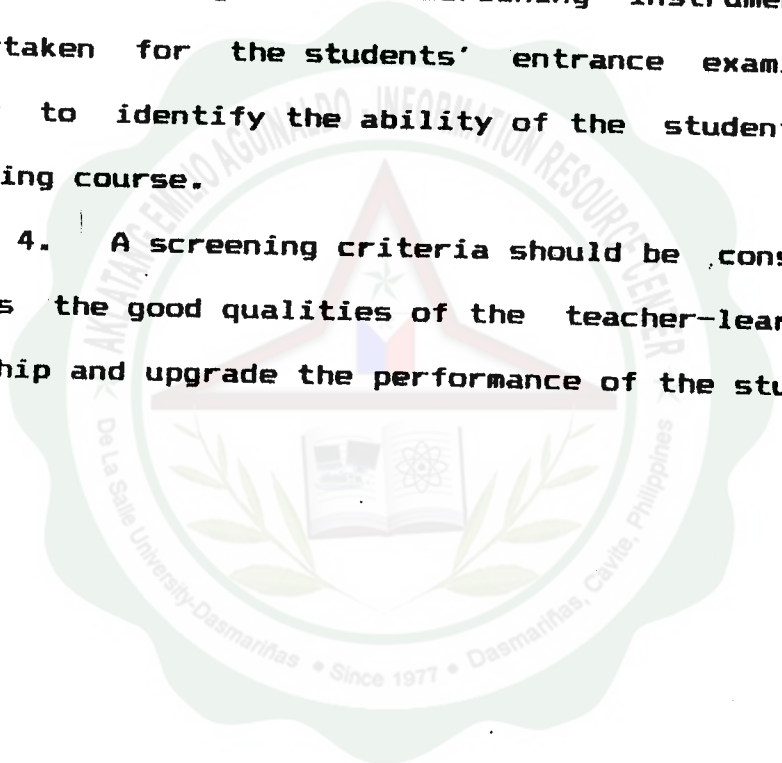 taken for the students' entrance exam
to identify the ability of the studen
ing course.
4. A screening criteria should be cons
s the good qualities of the teacher-lear
hip and upgrade the performance of the stu
AKLATANG EMILIO AGUINALDO - INFORMATION RESOURCE CENTER
De La Salle University-Dasmariñas • Since 1977 • Dasmariñas, Cavite, Philippines